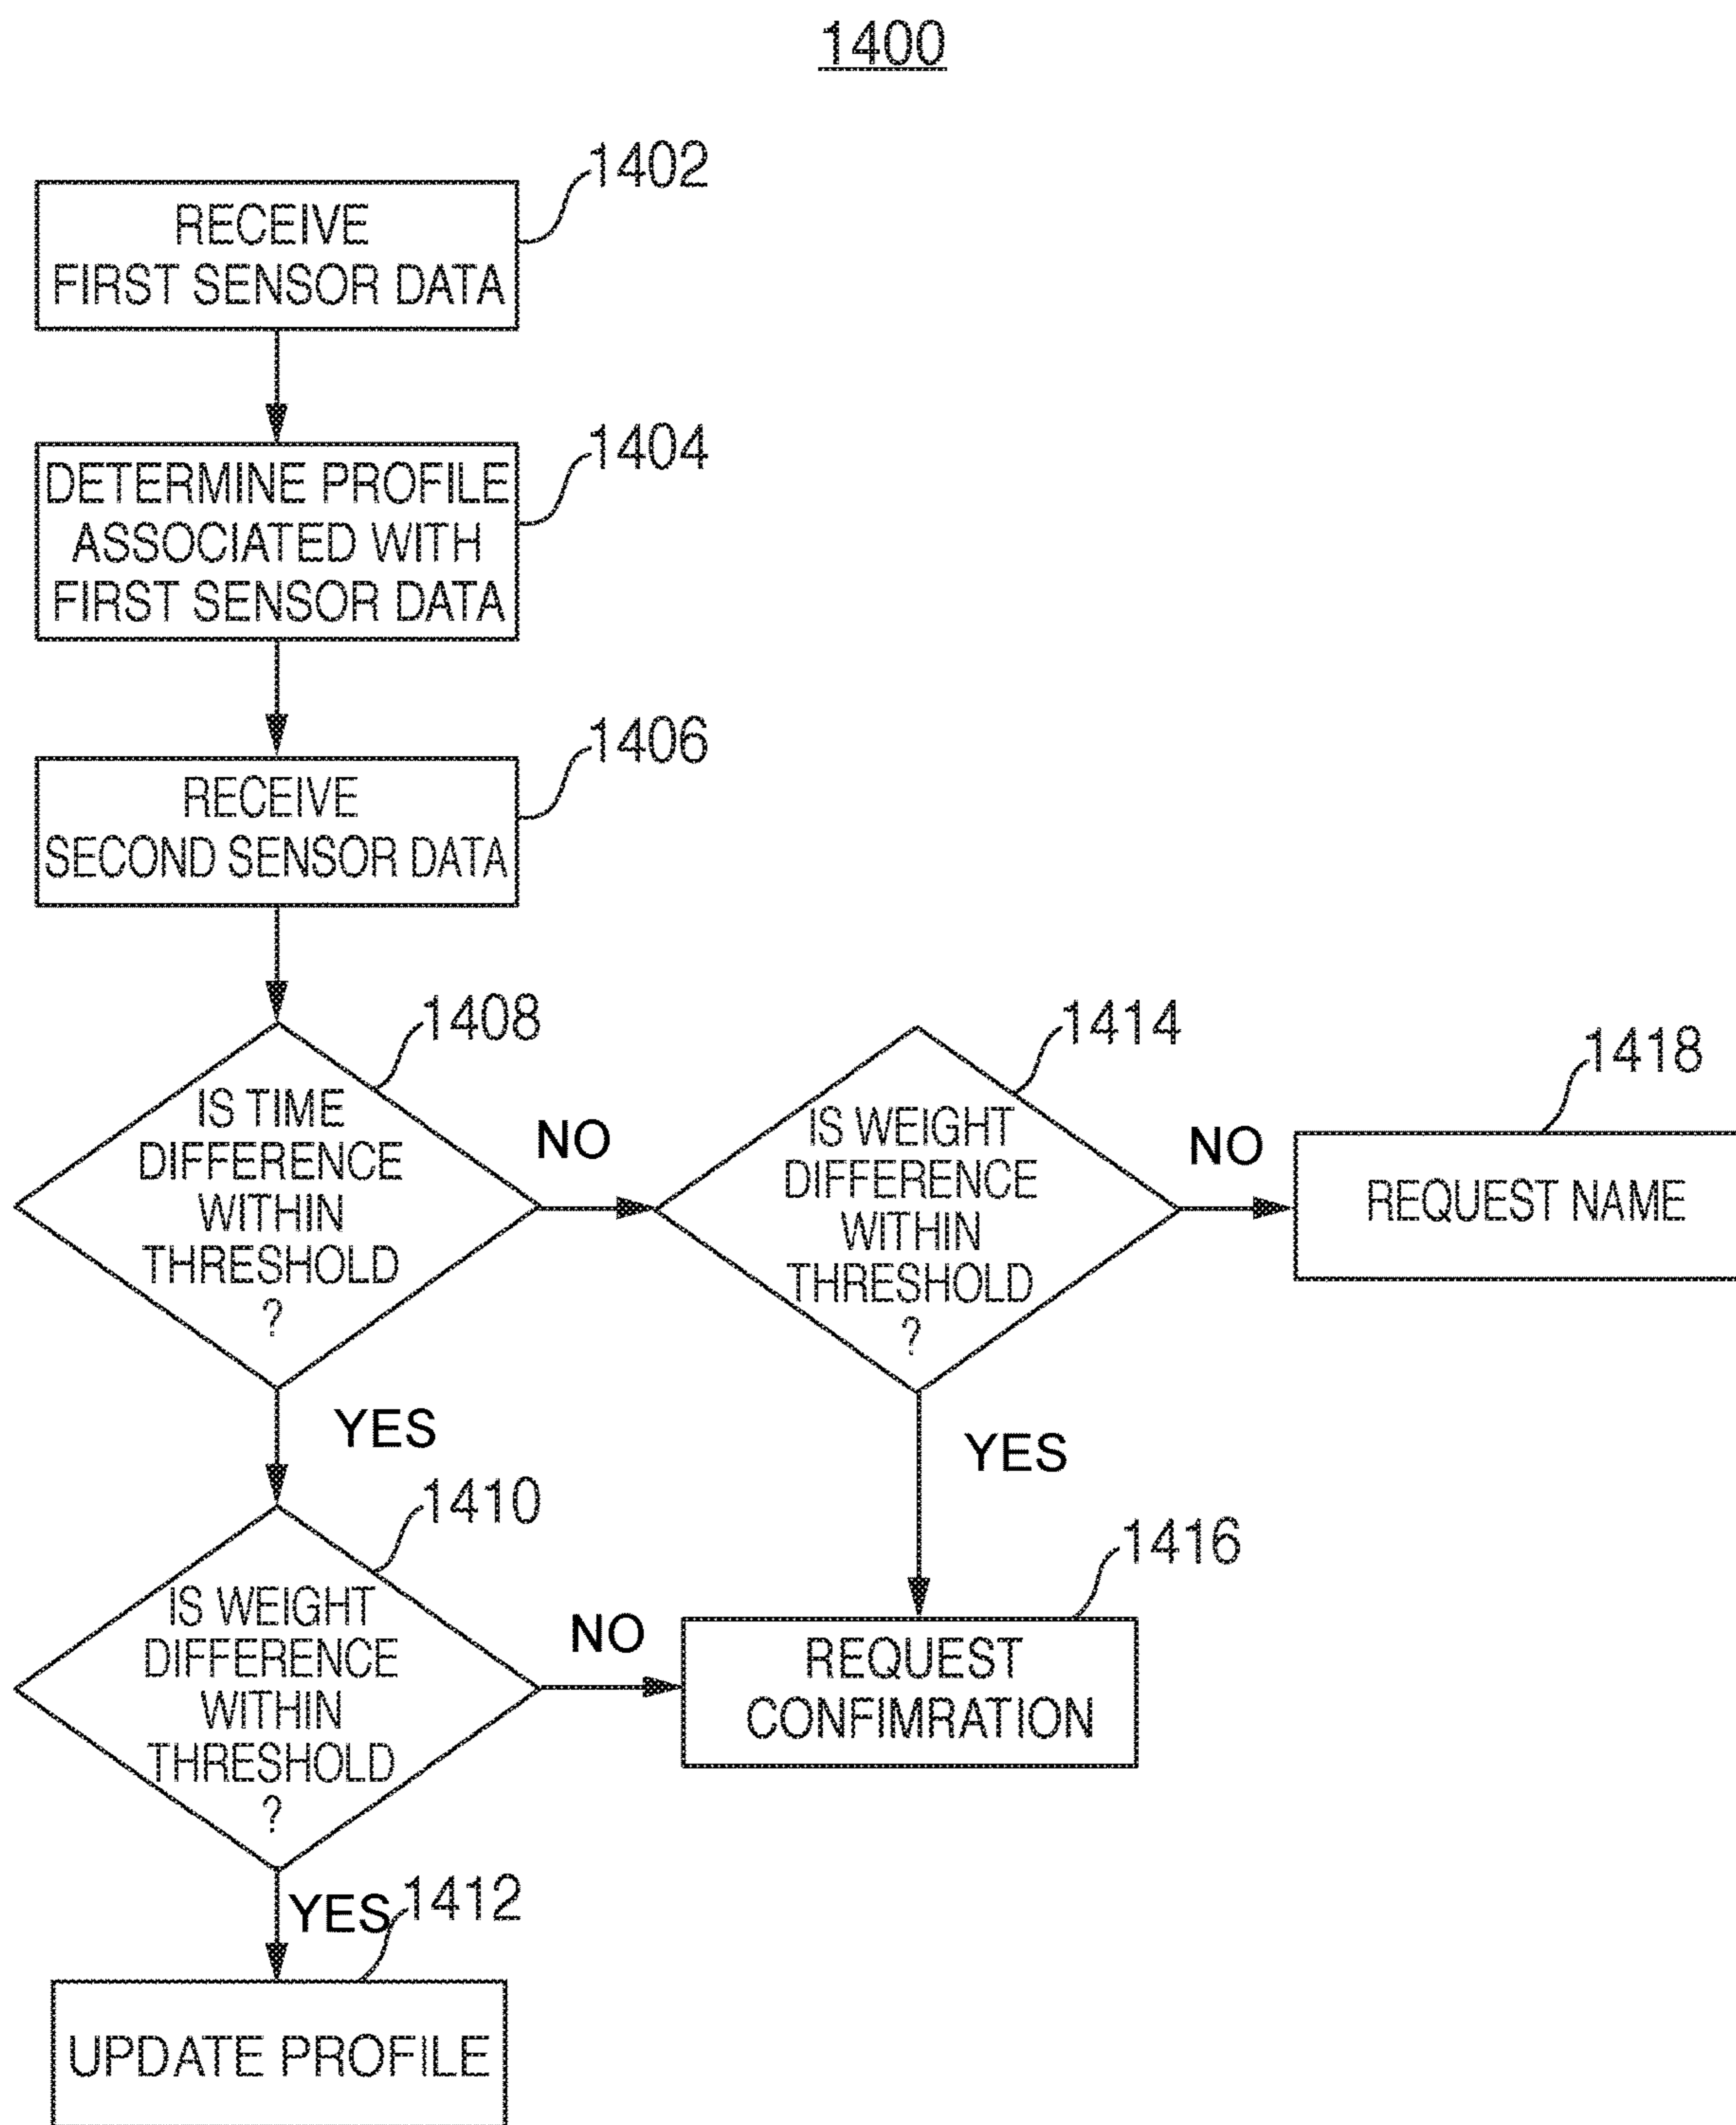 1400
1402
RECEIVE
FIRST SENSOR DATA
1404
DETERMINE PROFILE
ASSOCIATED WITH
FIRST SENSOR DATA
1406
RECEIVE
SECOND SENSOR DATA
1408
IS TIME
DIFFERENCE
WITHIN
THRESHOLD
?
NO
1414
IS WEIGHT
DIFFERENCE
WITHIN
THRESHOLD
?
NO
1418
REQUEST NAME
YES
YES
1410
IS WEIGHT
DIFFERENCE
WITHIN
THRESHOLD
?
NO
1416
REQUEST
CONFIMRATION
YES
1412
UPDATE PROFILE